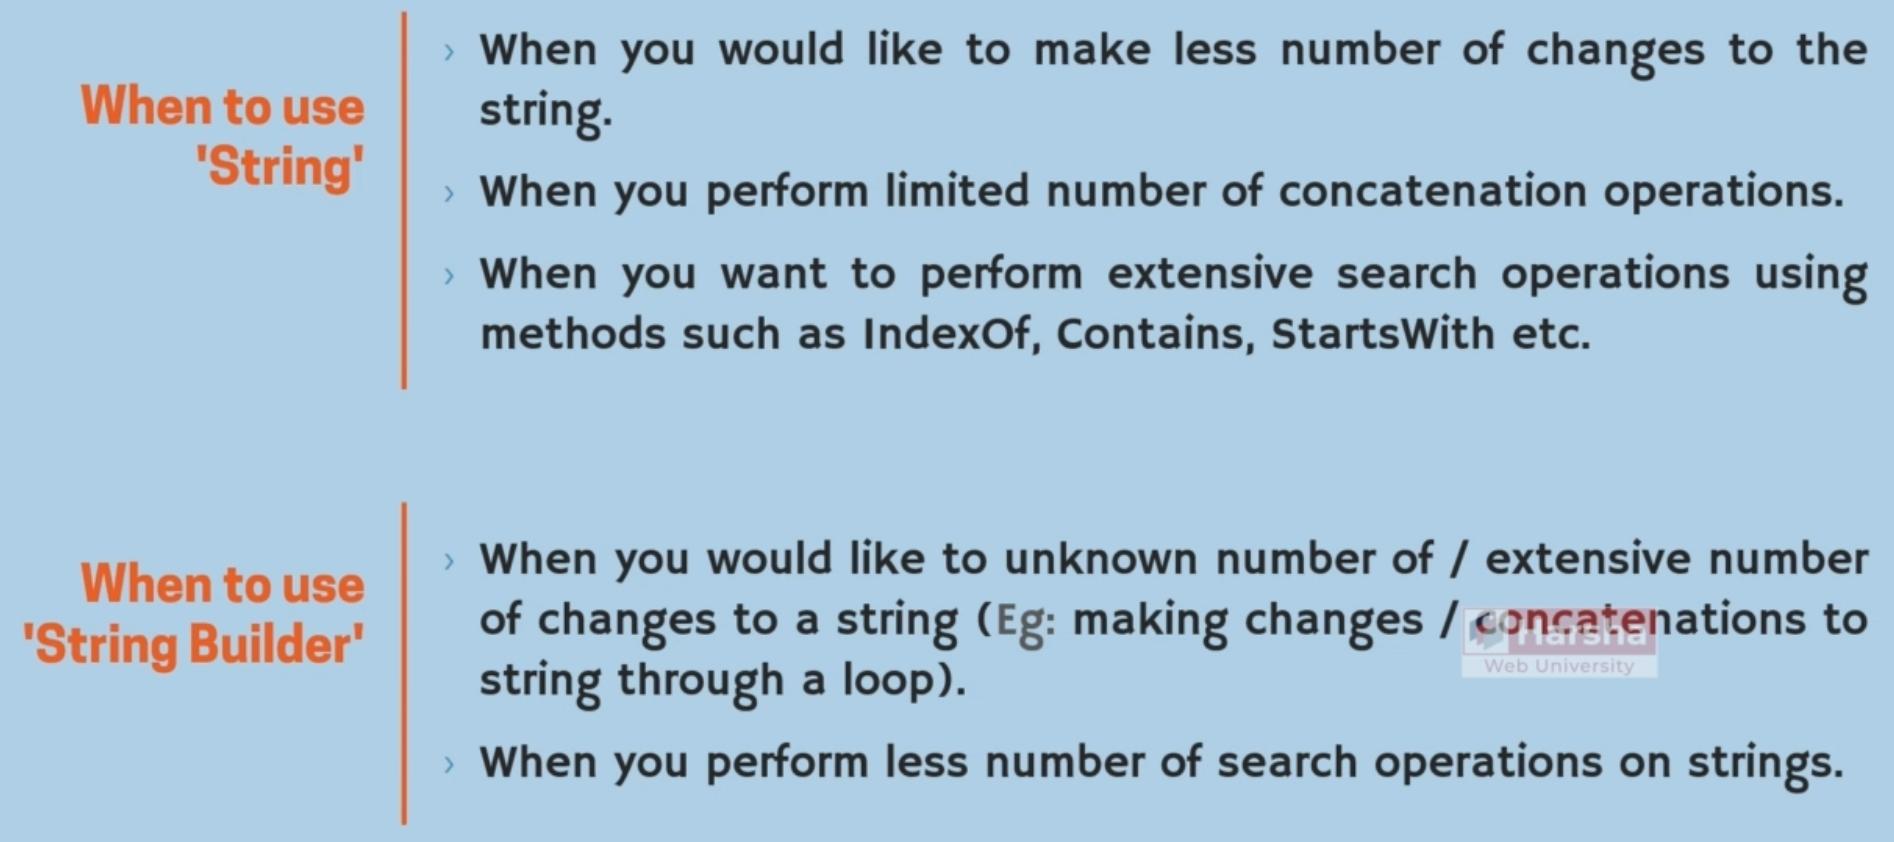 When to use
'String'
› When you would like to make less number of changes to the
string.
› When you perform limited number of concatenation operations.
› When you want to perform extensive search operations using
methods such as IndexOf, Contains, StartsWith etc.
When to use
'String Builder'
› When you would like to unknown number of / extensive number
of changes to a string (Eg: making changes / concatenations to
string through a loop).
› When you perform less number of search operations on strings.
Harsha
Web University